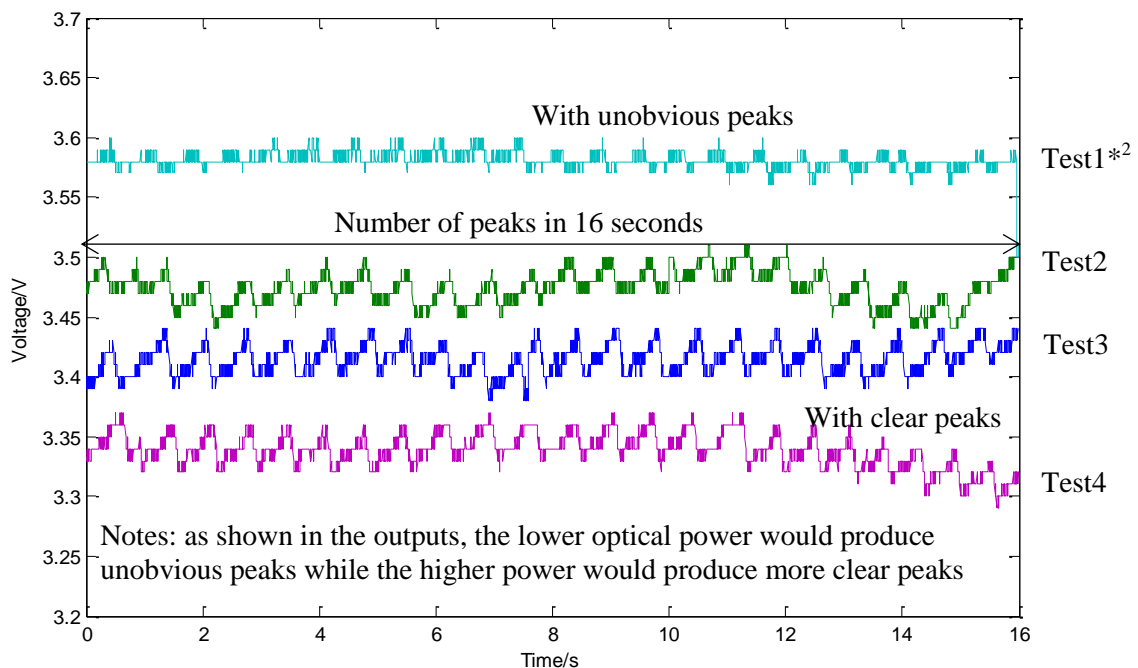 3.7
3.65
With unobvious peaks
3.6
Test1*2
3.55
Number of peaks in 16 seconds
3.5
Test2
Voltage/V
3.45
Test3
3.4
With clear peaks
3.35
Test4
3.3
Notes: as shown in the outputs, the lower optical power would produce
unobvious peaks while the higher power would produce more clear peaks
3.25
3.2
0 2 4 6 8 10 12 14 16
Time/s